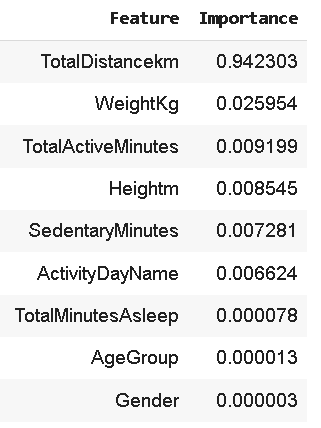 Feature Importance
TotalDistancekm 0.942303
WeightKg 0.025954
TotalActiveMinutes 0.009199
Heightm 0.008545
SedentaryMinutes 0.007281
ActivityDayName 0.006624
TotalMinutesAsleep 0.000078
AgeGroup 0.000013
Gender 0.000003